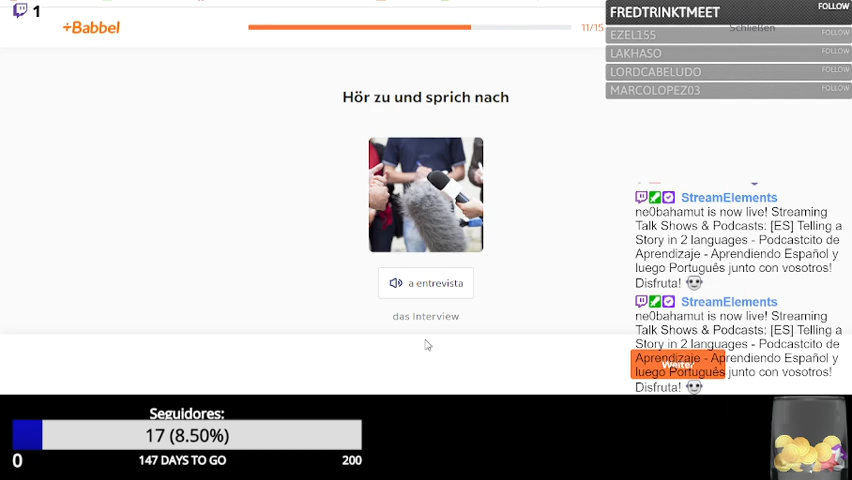 1
FREDTRINKTMEET
FOLLOW
+Babbel
11/15
Schließen
EZEL155
FOLLOW
LAKHASO
FOLLOW
LORDCABELUDO
FOLLOW
MARCOLOPEZ03
FOLLOW
Hör zu und sprich nach
a entrevista
das Interview
StreamElements
ne0bahamut is now live! Streaming
Talk Shows & Podcasts: [ES] Telling a
Story in 2 languages - Podcastcito de
Aprendizaje - Aprendiendo Español y
luego Português junto con vosotros!
Disfruta!
StreamElements
ne0bahamut is now live! Streaming
Talk Shows & Podcasts: [ES] Telling a
Story in 2 languages - Podcastcito de
Aprendizaje - Aprendiendo Español y
luego Português junto con vosotros!
Disfruta!
Weiter
Seguidores:
17 (8.50%)
0
147 DAYS TO GO
200